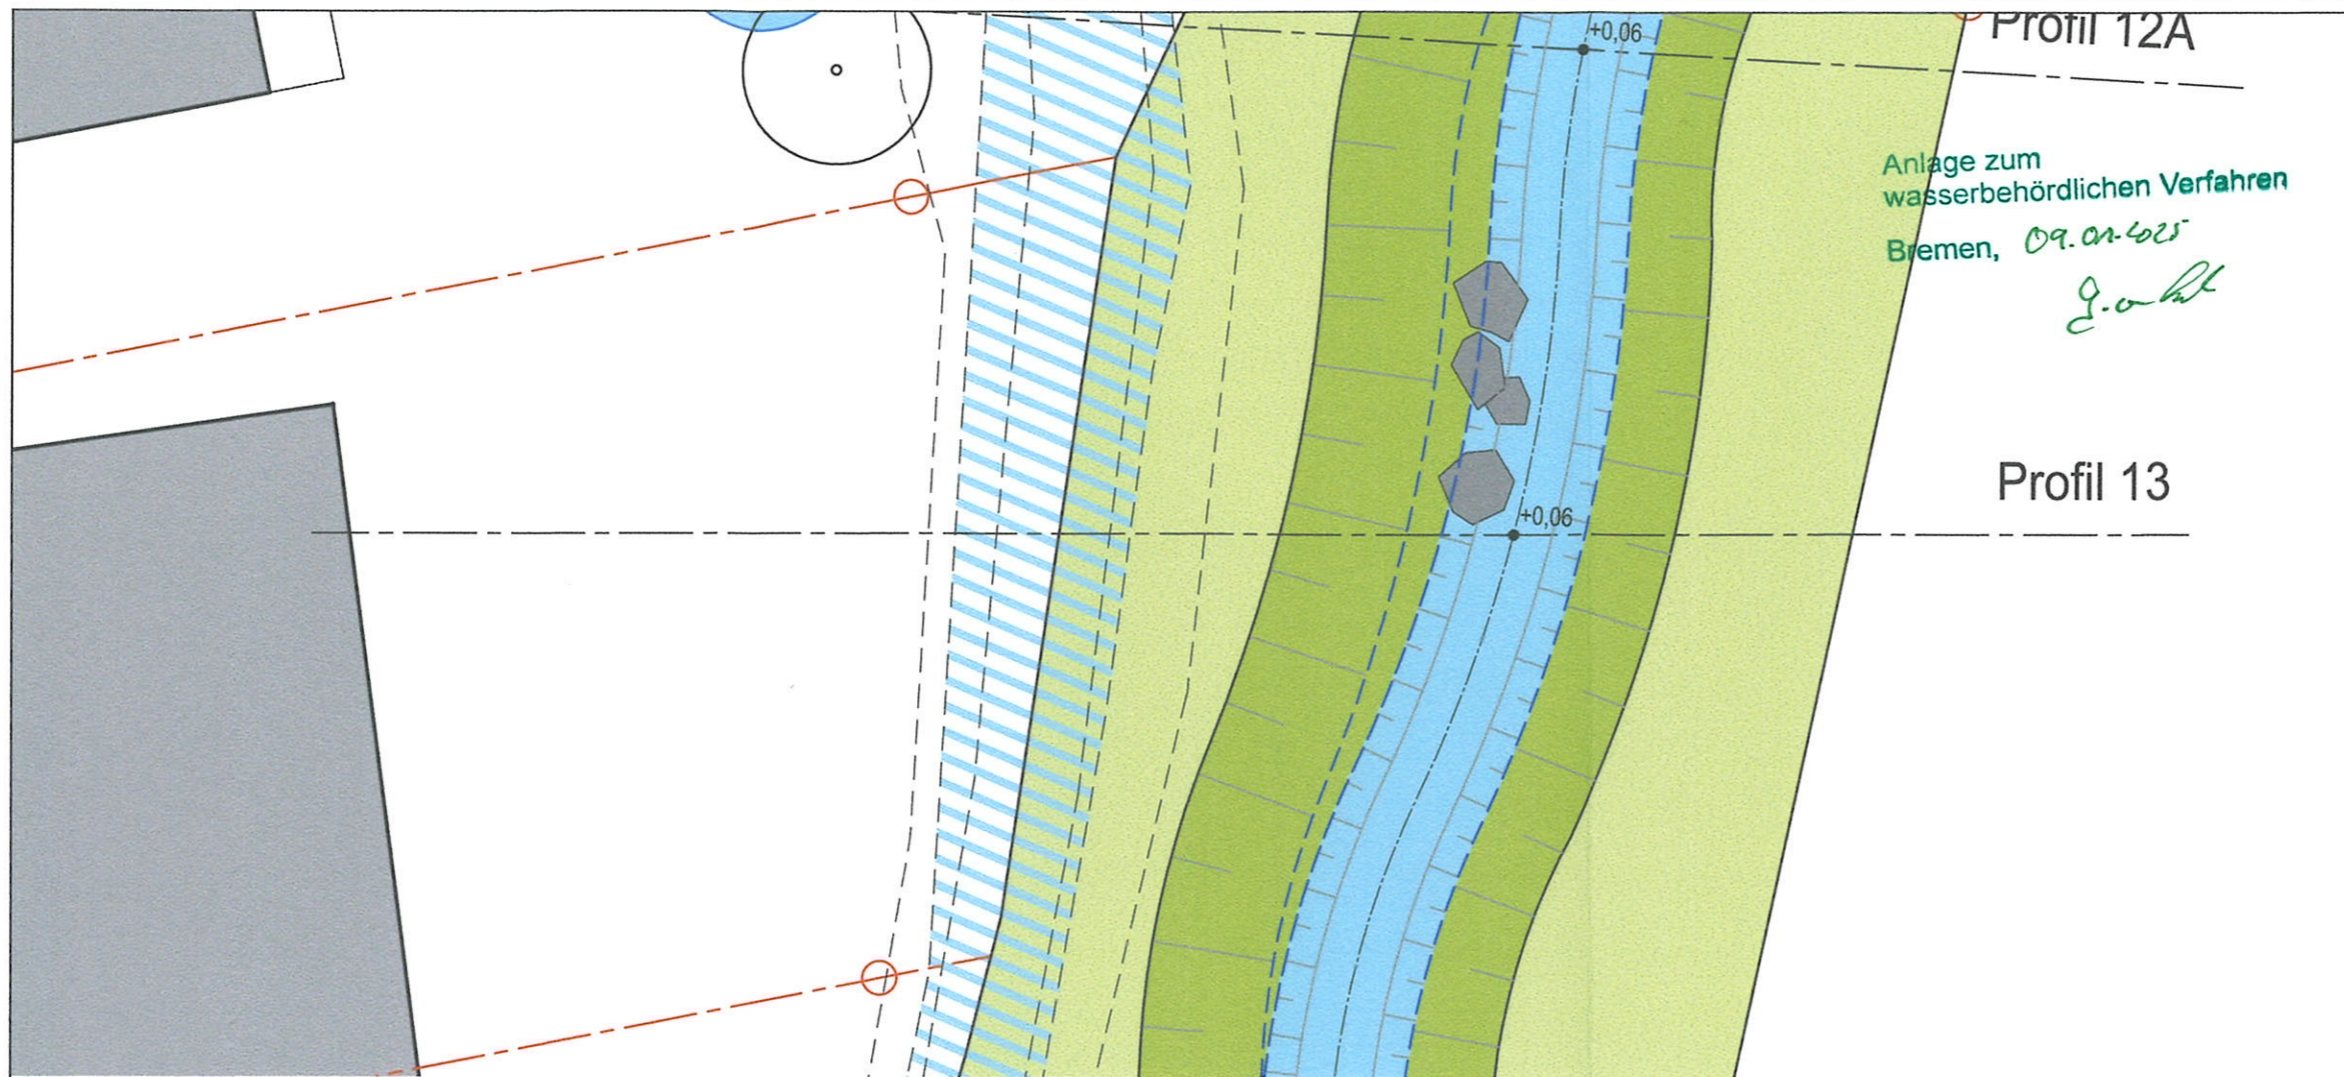 +0,06
Profil 12A
Anlage zum
wasserbehördlichen Verfahren
Bremen, 09.01.2025
Profil 13
+0,06